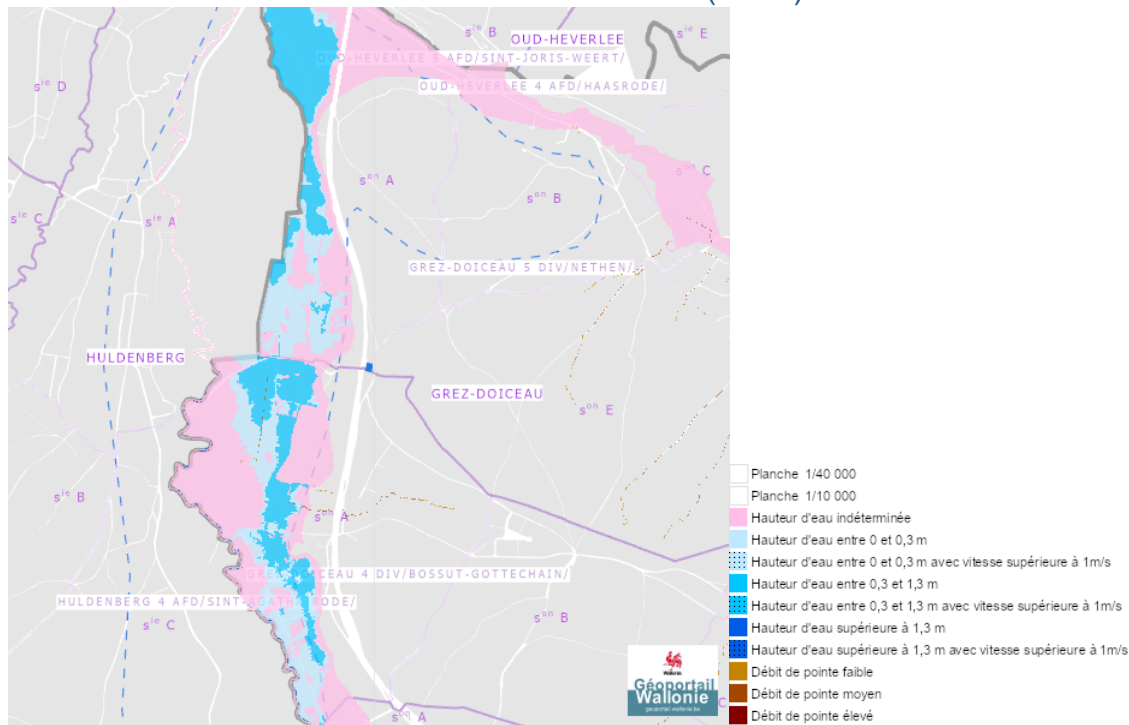 s^ie B
OUD-HEVERLEE
s^ie E
OUD-HEVERLEE 5 AFD/SINT-JORIS-WEERT/
s^ie D
OUD-HEVERLEE 4 AFD/HAASRODE/
s^on C
s^on A
s^on B
s^ie C
s^ie A
GREZ-DOICEAU 5 DIV/NETHEN/
HULDENBERG
GREZ-DOICEAU
s^on E
s^ie B
s^on A
GREZ-DOICEAU 4 DIV/BOSSUT-GOTTECHAIN/
HULDENBERG 4 AFD/SINT-AGATHA-RODE/
s^ie C
s^on B
s^on A
Wallonie
Géoportail
Wallonie
geoportail.wallonie.be
Planche 1/40 000
Planche 1/10 000
Hauteur d'eau indéterminée
Hauteur d'eau entre 0 et 0,3 m
Hauteur d'eau entre 0 et 0,3 m avec vitesse supérieure à 1m/s
Hauteur d'eau entre 0,3 et 1,3 m
Hauteur d'eau entre 0,3 et 1,3 m avec vitesse supérieure à 1m/s
Hauteur d'eau supérieure à 1,3 m
Hauteur d'eau supérieure à 1,3 m avec vitesse supérieure à 1m/s
Débit de pointe faible
Débit de pointe moyen
Débit de pointe élevé